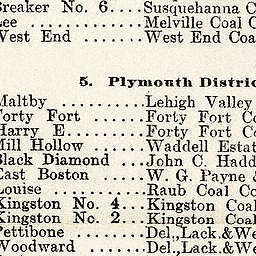 Breaker No. 6....Susquehanna C
Lee ..............Melville Coal C
West End .......West End Coa
5. Plymouth Distric
Maltby ..........Lehigh Valley
Forty Fort ......Forty Fort Co
Harry E..........Forty Fort Co
Mill Hollow .....Waddell Estat
Black Diamond ...John C. Hadd
East Boston .....W. G. Payne &
Louise ..........Raub Coal Co
Kingston No. 4...Kingston Coal
Kingston No. 2...Kingston Coal
Pettibone .......Del.,Lack.&We
Woodward ........Del.,Lack.&We